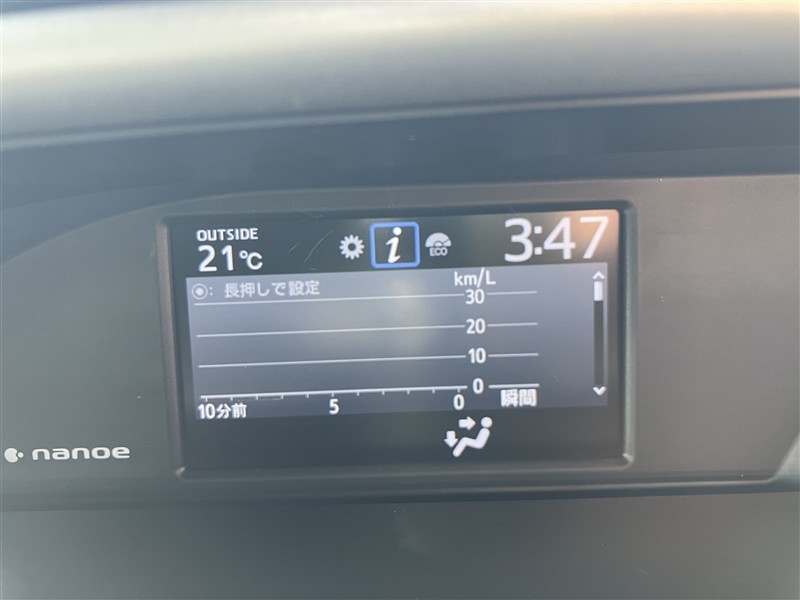 OUTSIDE
21℃
i
ECO
3:47
◉: 長押しで設定
km/L
30
20
10
0
10分前 5 0 瞬間
nanoe